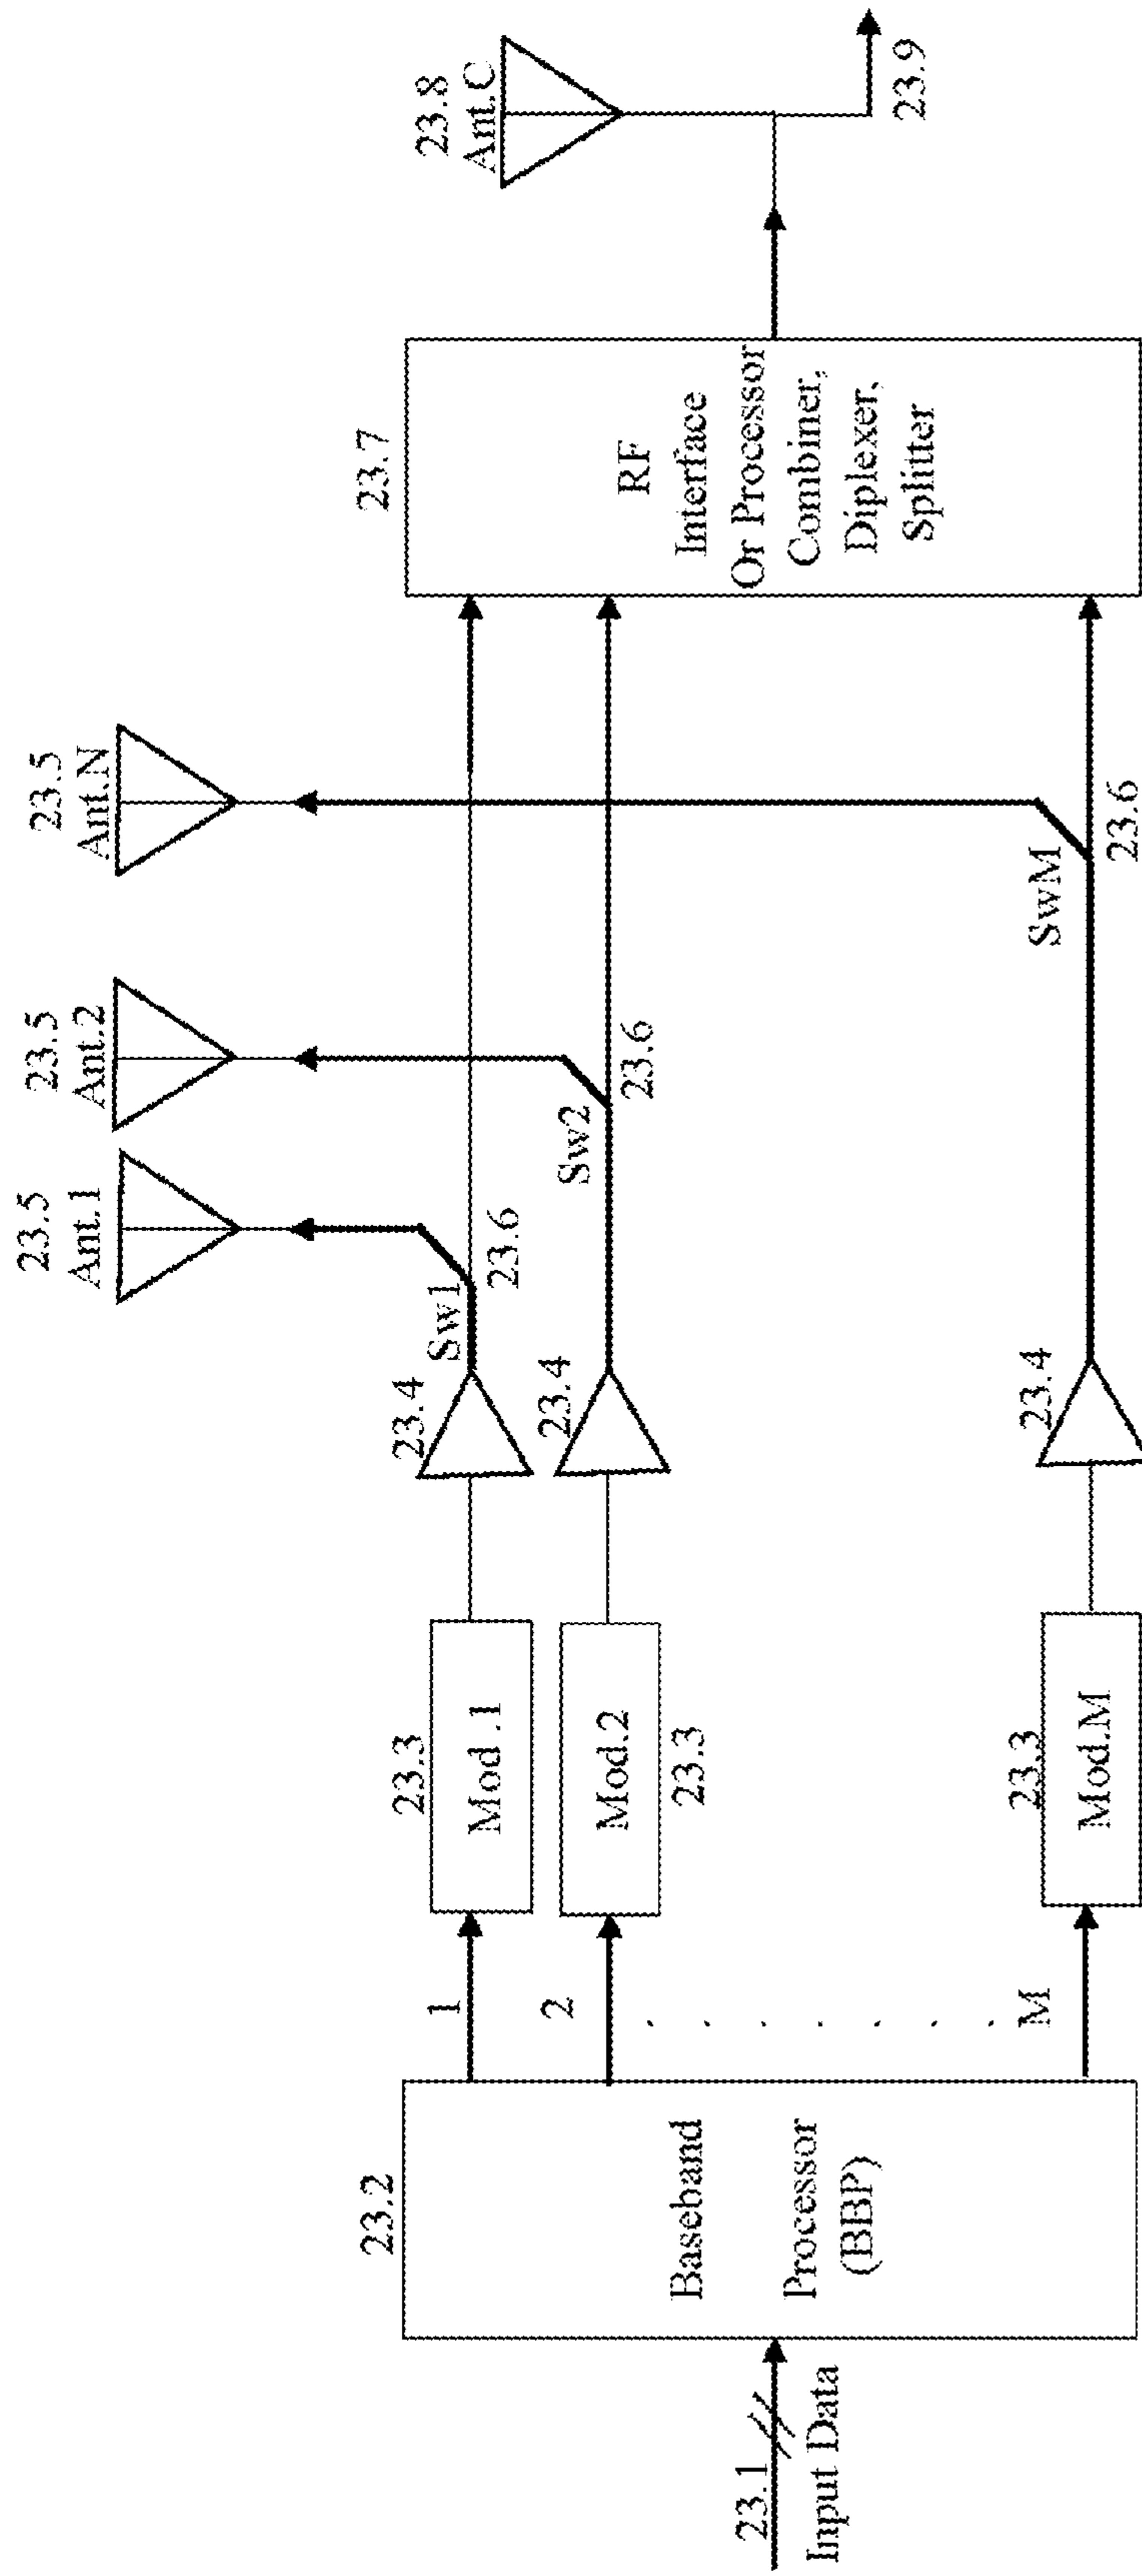 23.1
Input Data
23.2
Baseband
Processor
(BBP)
1
2
. . . . . . .
M
23.3
Mod .1
Mod.2
23.3
23.3
Mod.M
23.4
23.4
23.4
Sw1
23.6
Sw2
23.6
SwM
23.6
23.5
Ant.1
23.5
Ant.2
23.5
Ant.N
23.7
RF
Interface
Or Processor
Combiner,
Diplexer,
Splitter
23.8
Ant.C
23.9